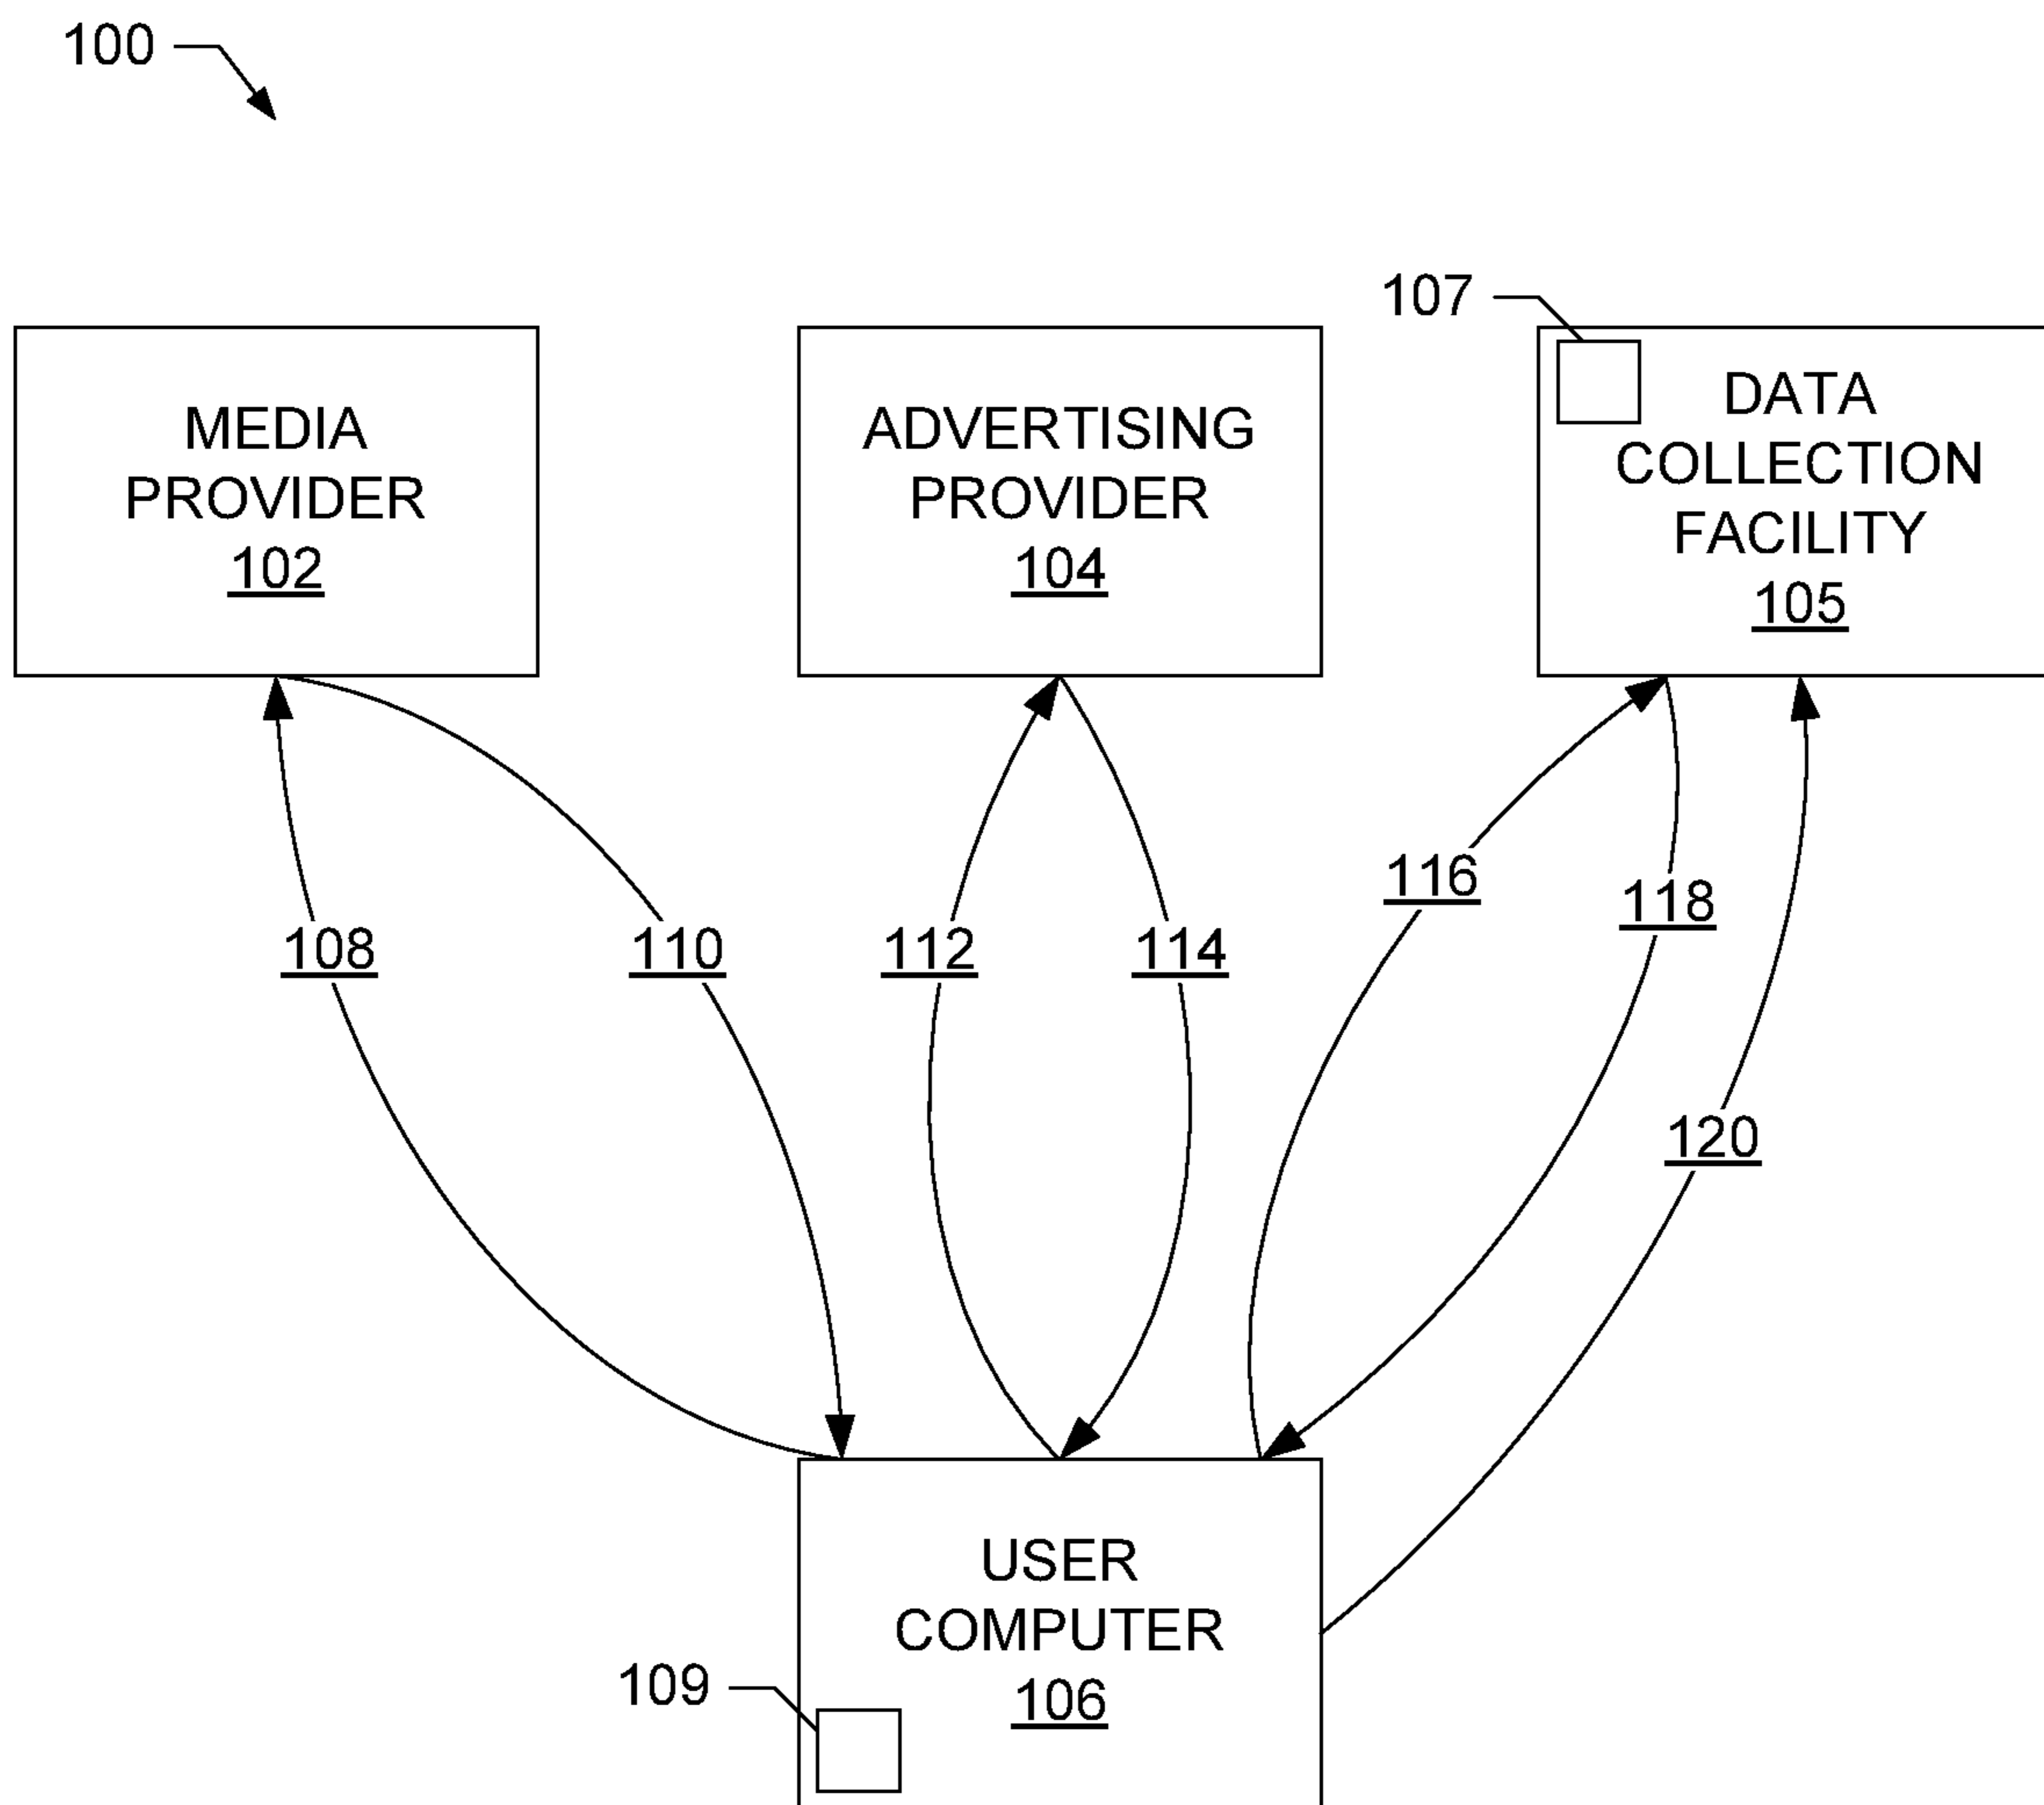 100
107
MEDIA
PROVIDER
102
ADVERTISING
PROVIDER
104
DATA
COLLECTION
FACILITY
105
108
110
112
114
116
118
120
USER
COMPUTER
106
109